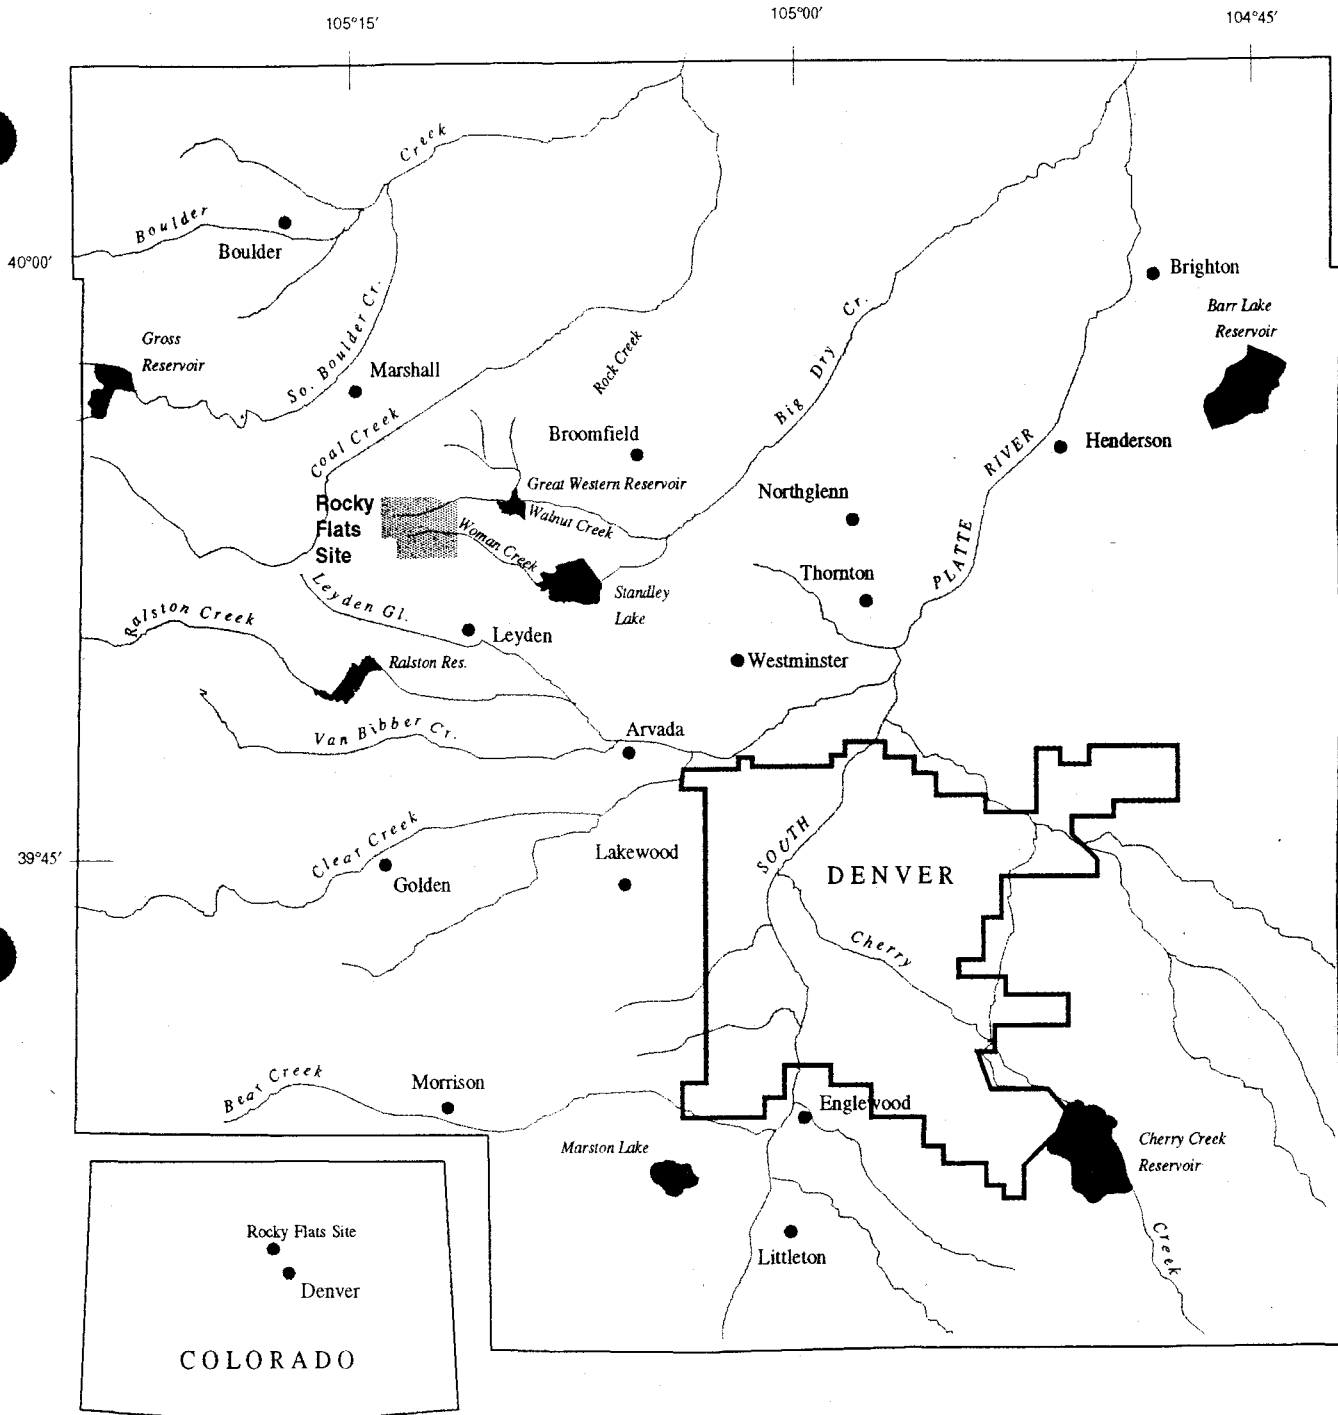 105°15′
105°00′
104°45′
Creek
Boulder
Boulder
40°00′
Brighton
Barr Lake
Reservoir
Gross
Reservoir
So. Boulder Cr.
Marshall
Rock Creek
Big Dry Cr.
Coal Creek
Broomfield
Henderson
RIVER
Great Western Reservoir
Northglenn
Rocky
Flats
Site
Walnut Creek
Woman Creek
PLATTE
Thornton
Standley
Lake
Leyden Gl.
Ralston Creek
Leyden
Ralston Res.
Westminster
Van Bibber Cr.
Arvada
Clear Creek
SOUTH
39°45′
Lakewood
Golden
DENVER
Cherry
Bear Creek
Morrison
Englewood
Marston Lake
Cherry Creek
Reservoir
Creek
Littleton
Rocky Flats Site
Denver
COLORADO